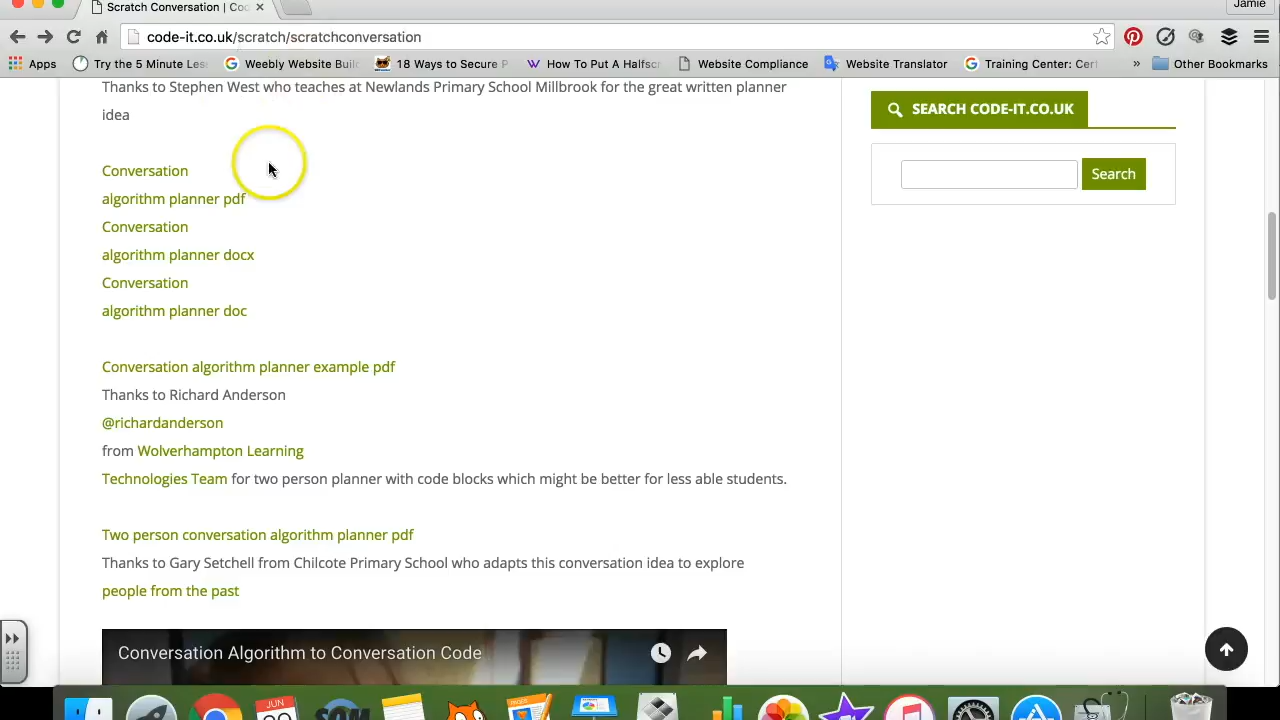 Scratch Conversation | Coo
Jamie
code-it.co.uk/scratch/scratchconversation
Apps
Try the 5 Minute Les
Weebly Website Buil
18 Ways to Secure P
How To Put A Halfsc
Website Compliance
Website Translator
Training Center: Cer
»
Other Bookmarks
Thanks to Stephen West who teaches at Newlands Primary School Millbrook for the great written planner
idea
SEARCH CODE-IT.CO.UK
Search
Conversation
algorithm planner pdf
Conversation
algorithm planner docx
Conversation
algorithm planner doc
Conversation algorithm planner example pdf
Thanks to Richard Anderson
@richardanderson
from Wolverhampton Learning
Technologies Team for two person planner with code blocks which might be better for less able students.
Two person conversation algorithm planner pdf
Thanks to Gary Setchell from Chilcote Primary School who adapts this conversation idea to explore
people from the past
Conversation Algorithm to Conversation Code
JUN
SOM